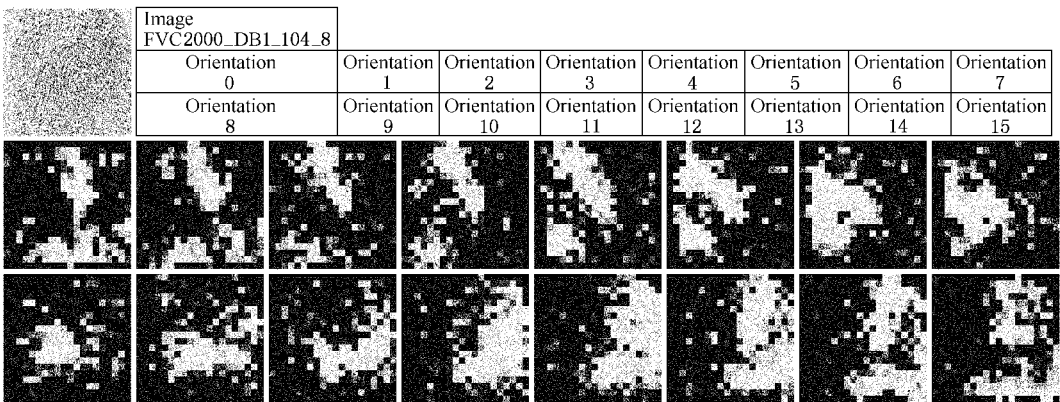 Image
FVC2000_DB1_104_8
Orientation Orientation Orientation Orientation Orientation Orientation Orientation Orientation
0 1 2 3 4 5 6 7
Orientation Orientation Orientation Orientation Orientation Orientation Orientation Orientation
8 9 10 11 12 13 14 15